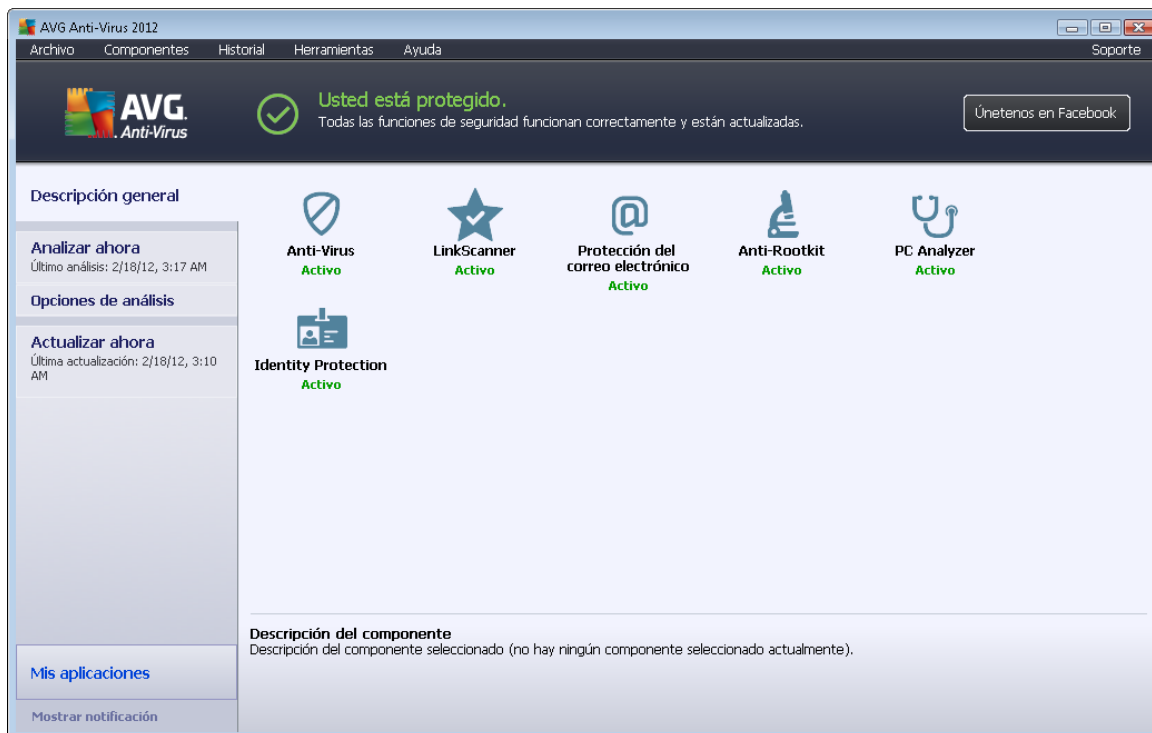 AVG Anti-Virus 2012
Archivo Componentes Historial Herramientas Ayuda Soporte
AVG.
Anti-Virus
Usted está protegido.
Todas las funciones de seguridad funcionan correctamente y están actualizadas.
Únetenos en Facebook
Descripción general
Analizar ahora
Último análisis: 2/18/12, 3:17 AM
Opciones de análisis
Actualizar ahora
Última actualización: 2/18/12, 3:10
AM
Anti-Virus
Activo
LinkScanner
Activo
Protección del
correo electrónico
Activo
Anti-Rootkit
Activo
PC Analyzer
Activo
Identity Protection
Activo
Descripción del componente
Descripción del componente seleccionado (no hay ningún componente seleccionado actualmente).
Mis aplicaciones
Mostrar notificación